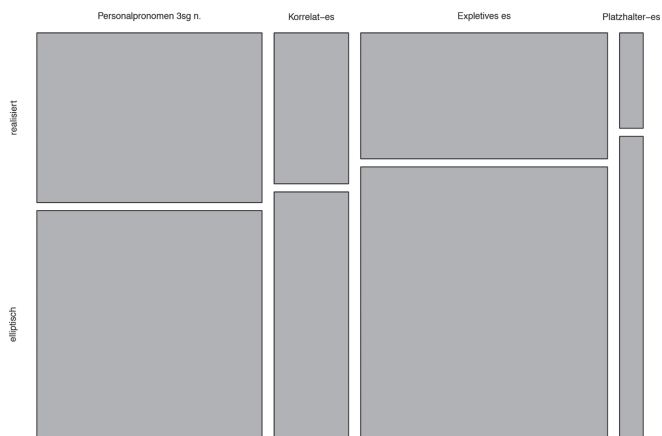 Personalpronomen 3sg n. Korrelat−es Expletives es Platzhalter−es
realisiert
elliptisch